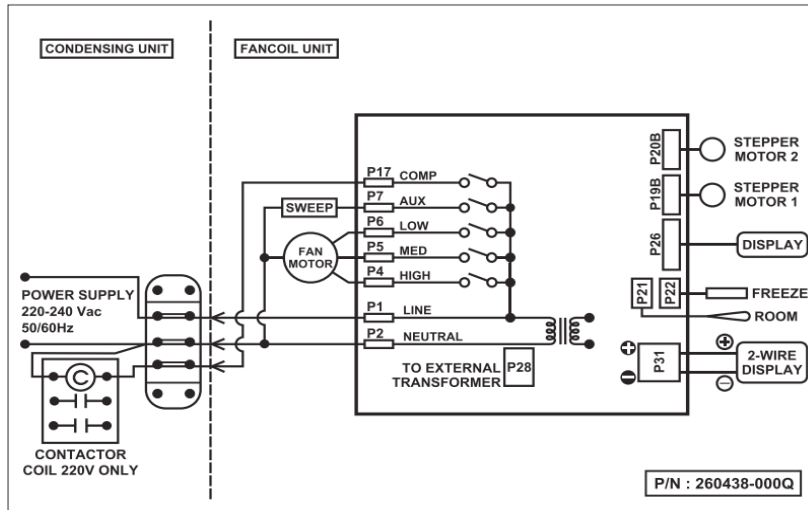 CONDENSING UNIT
FANCOIL UNIT
P17 COMP
P7 AUX
SWEEP
P6 LOW
P5 MED
P4 HIGH
FAN
MOTOR
P1 LINE
P2 NEUTRAL
POWER SUPPLY
220-240 Vac
50/60Hz
C
CONTACTOR
COIL 220V ONLY
TO EXTERNAL
TRANSFORMER
P28
P20B
STEPPER
MOTOR 2
P19B
STEPPER
MOTOR 1
P26
DISPLAY
P21
P22
FREEZE
ROOM
+
P31
−
+
2-WIRE
DISPLAY
−
P/N : 260438-000Q